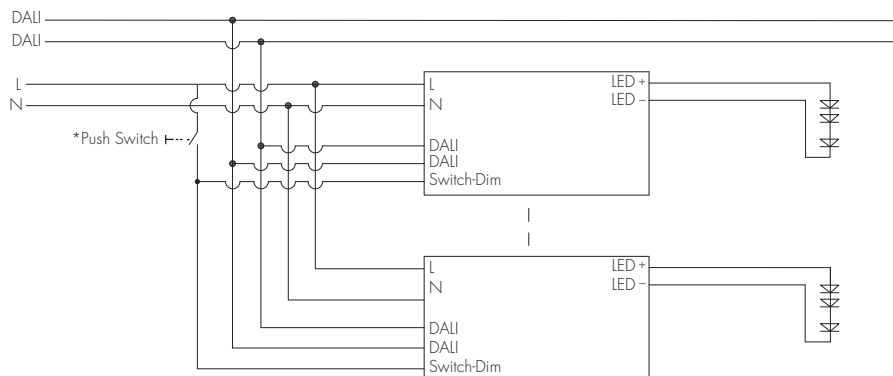 DALI
DALI
L
N
*Push Switch
L
N
DALI
DALI
Switch-Dim
LED +
LED –
L
N
DALI
DALI
Switch-Dim
LED +
LED –